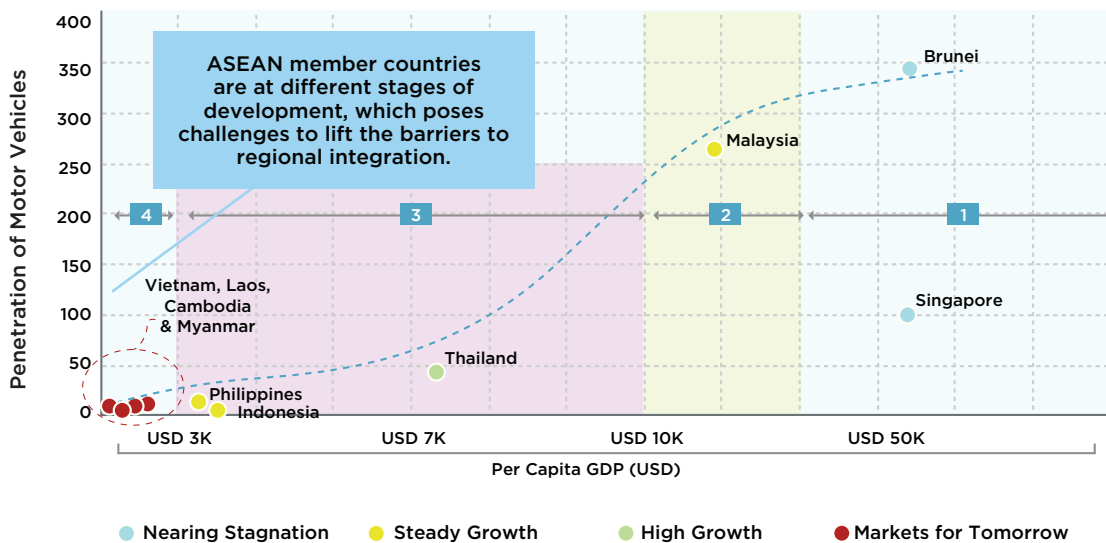 Penetration of Motor Vehicles
400
350
300
250
200
150
100
50
0
ASEAN member countries
are at different stages of
development, which poses
challenges to lift the barriers to
regional integration.
Brunei
Malaysia
4
3
2
1
Vietnam, Laos,
Cambodia
& Myanmar
Singapore
Thailand
Philippines
Indonesia
USD 3K
USD 7K
USD 10K
USD 50K
Per Capita GDP (USD)
Nearing Stagnation
Steady Growth
High Growth
Markets for Tomorrow